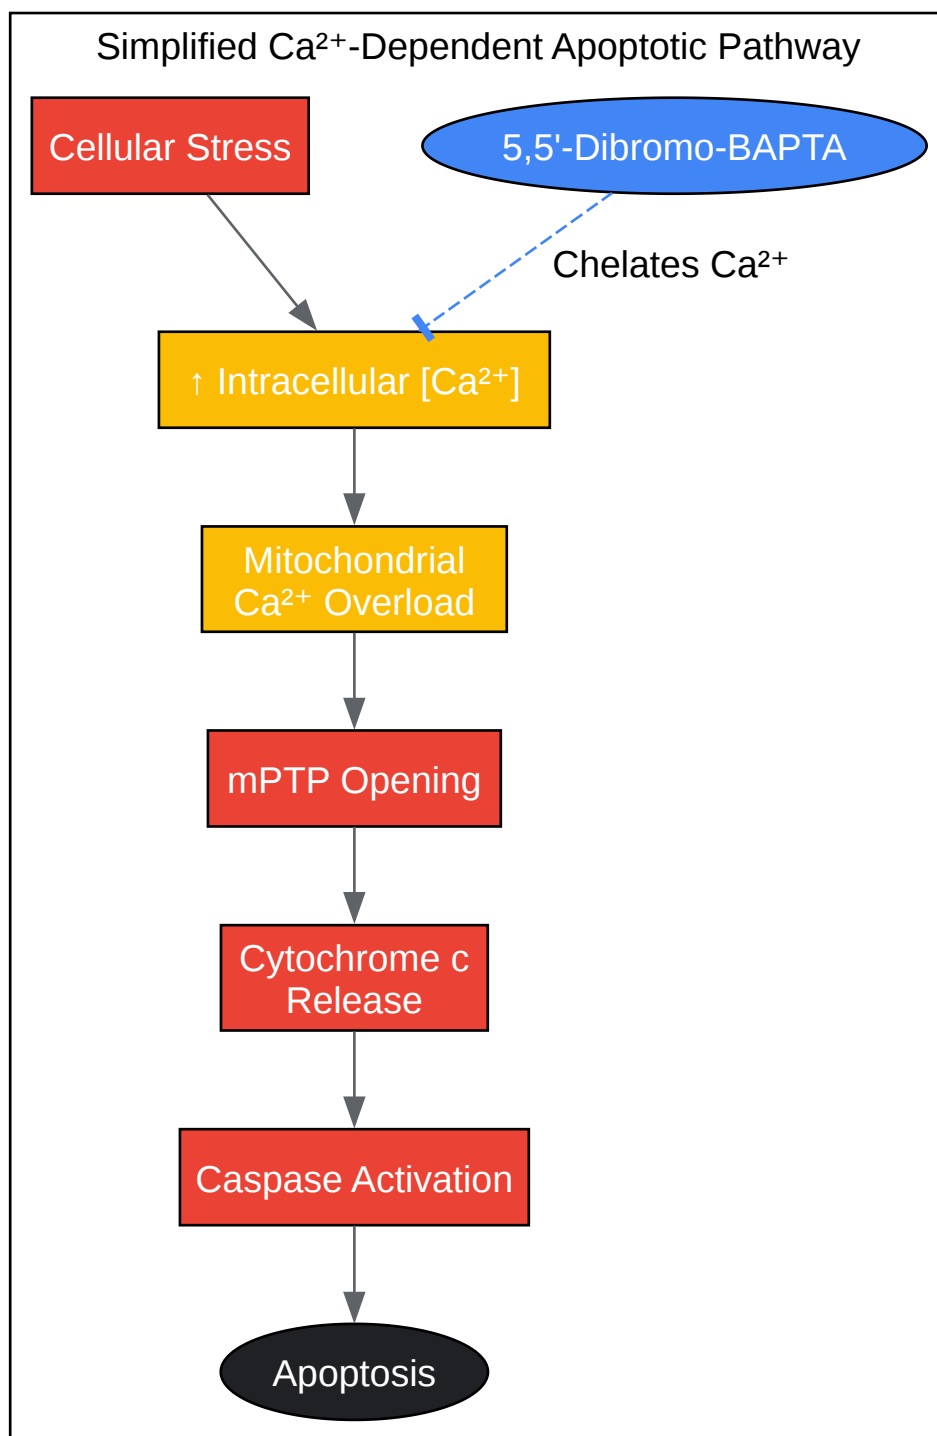 Simplified Ca²⁺-Dependent Apoptotic Pathway
Cellular Stress
5,5'-Dibromo-BAPTA
Chelates Ca²⁺
↑ Intracellular [Ca²⁺]
Mitochondrial
Ca²⁺ Overload
mPTP Opening
Cytochrome c
Release
Caspase Activation
Apoptosis